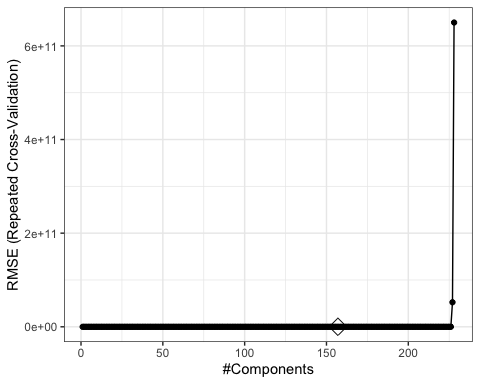 6e+11
4e+11
2e+11
0e+00
RMSE (Repeated Cross-Validation)
0 50 100 150 200
#Components